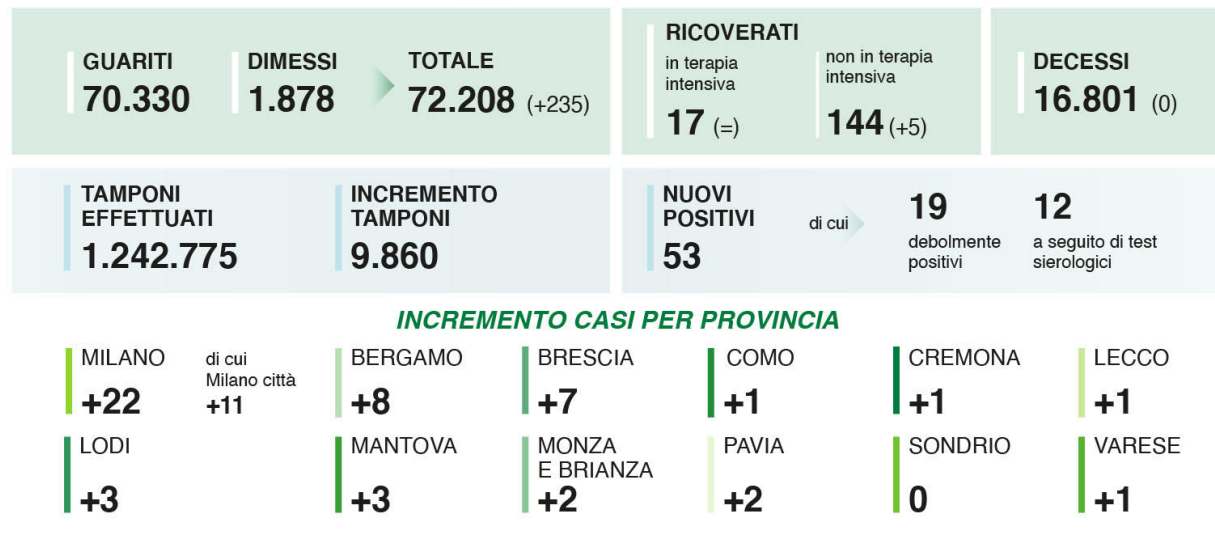 GUARITI
70.330
DIMESSI
1.878
TOTALE
72.208 (+235)
RICOVERATI
in terapia
intensiva
17 (=)
non in terapia
intensiva
144 (+5)
DECESSI
16.801 (0)
TAMPONI
EFFETTUATI
1.242.775
INCREMENTO
TAMPONI
9.860
NUOVI
POSITIVI
53
di cui
19
debolmente
positivi
12
a seguito di test
sierologici
INCREMENTO CASI PER PROVINCIA
MILANO
+22
di cui
Milano città
+11
BERGAMO
+8
BRESCIA
+7
COMO
+1
CREMONA
+1
LECCO
+1
LODI
+3
MANTOVA
+3
MONZA
E BRIANZA
+2
PAVIA
+2
SONDRIO
0
VARESE
+1